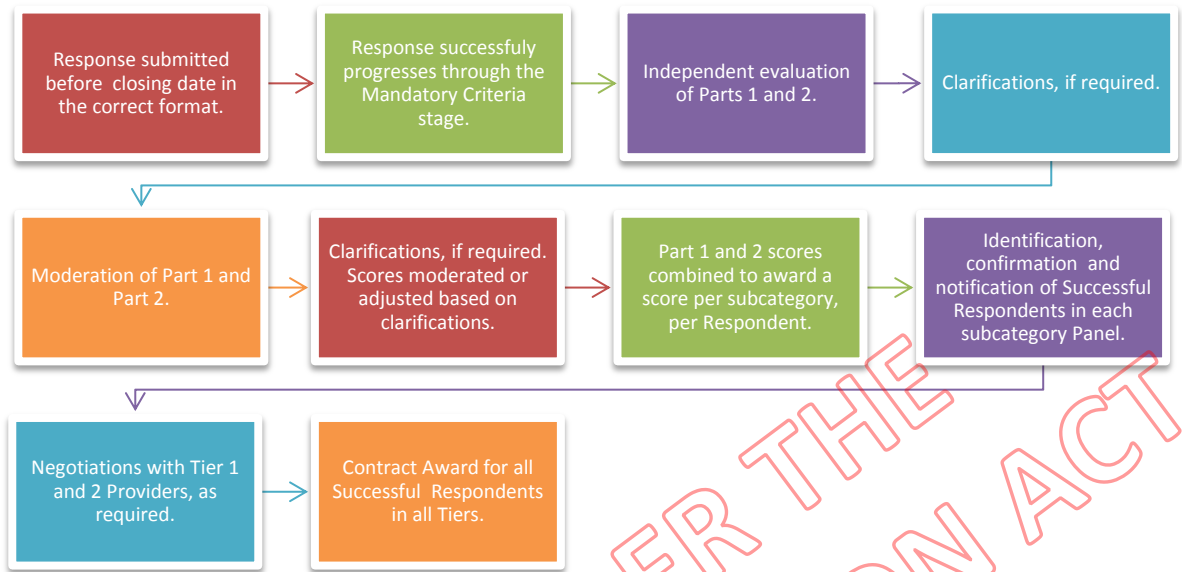 Response submitted
before closing date in
the correct format.
Response successfuly
progresses through the
Mandatory Criteria
stage.
Independent evaluation
of Parts 1 and 2.
Clarifications, if required.
Moderation of Part 1 and
Part 2.
Clarifications, if required.
Scores moderated or
adjusted based on
clarifications.
Part 1 and 2 scores
combined to award a
score per subcategory,
per Respondent.
Identification,
confirmation and
notification of Successful
Respondents in each
subcategory Panel.
Negotiations with Tier 1
and 2 Providers, as
required.
Contract Award for all
Successful Respondents
in all Tiers.
THE
ACT